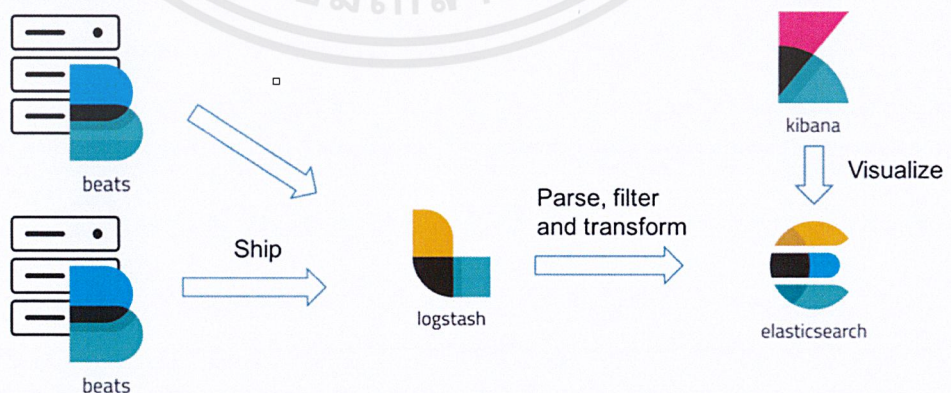 beats
beats
Ship
logstash
Parse, filter
and transform
kibana
Visualize
elasticsearch